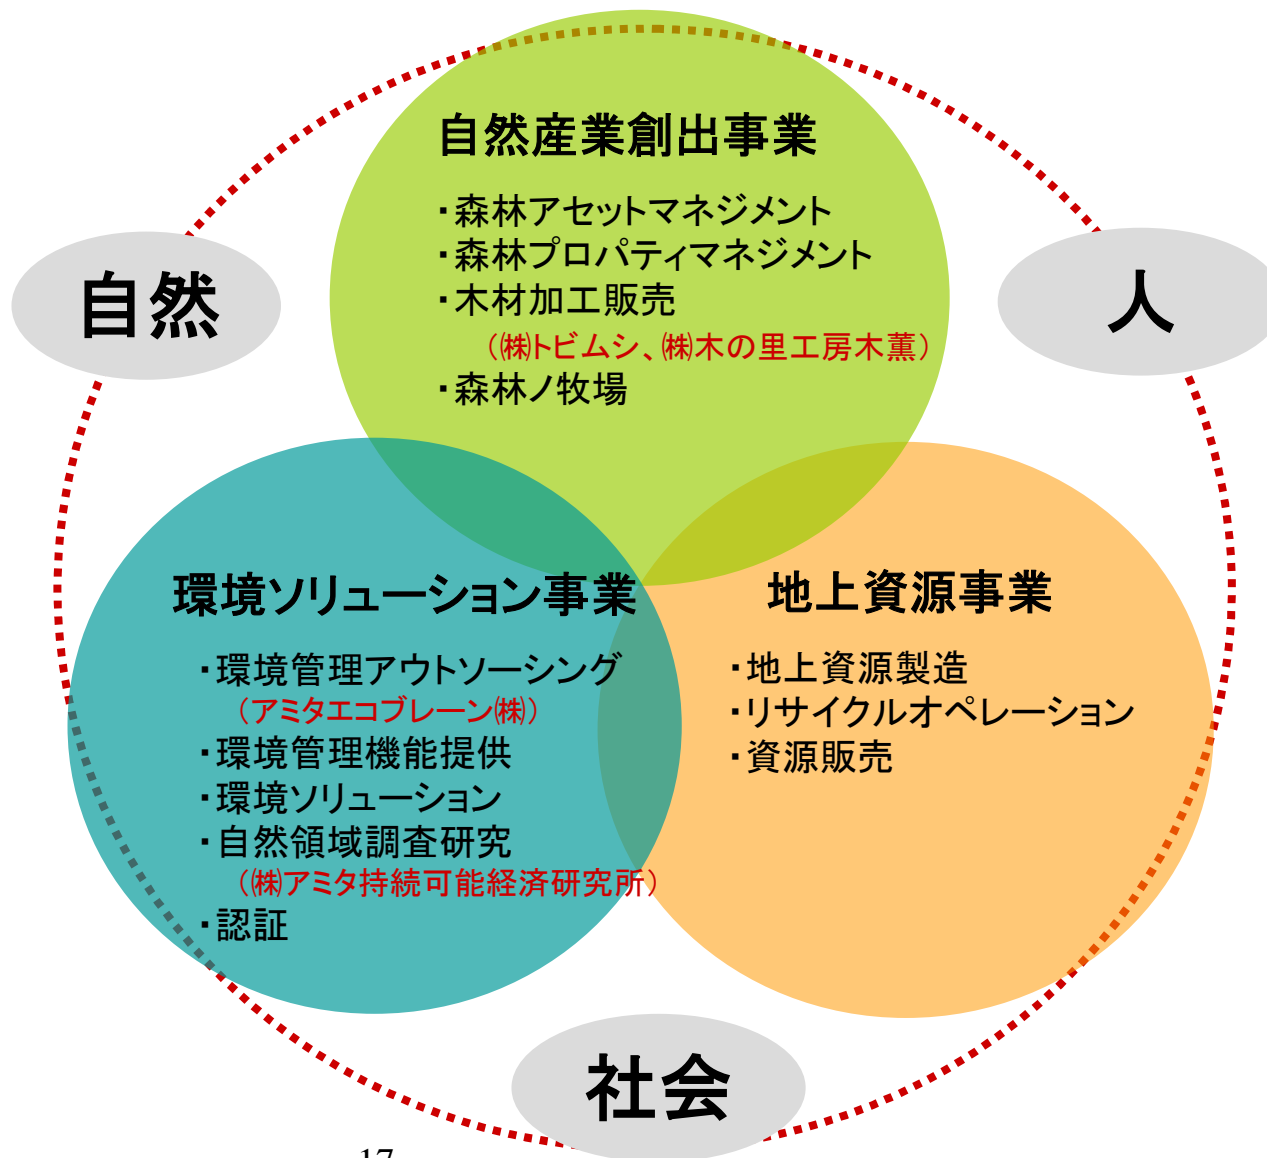 自然産業創出事業
・森林アセットマネジメント
・森林プロパティマネジメント
・木材加工販売
（㈱トビムシ、㈱木の里工房木薫）
・森林ノ牧場
自然
人
環境ソリューション事業
・環境管理アウトソーシング
（アミタエコブレーン㈱）
・環境管理機能提供
・環境ソリューション
・自然領域調査研究
（㈱アミタ持続可能経済研究所）
・認証
地上資源事業
・地上資源製造
・リサイクルオペレーション
・資源販売
社会
17